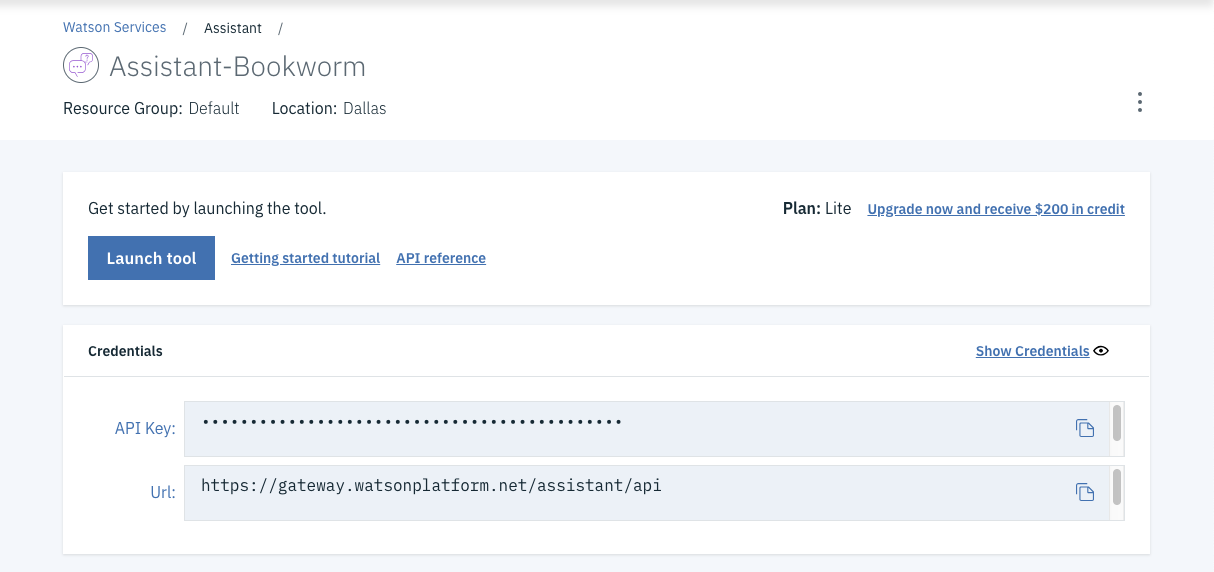 Watson Services / Assistant /
Assistant-Bookworm
Resource Group: Default Location: Dallas
Get started by launching the tool.
Plan: Lite Upgrade now and receive $200 in credit
Launch tool Getting started tutorial API reference
Credentials Show Credentials
API Key: ••••••••••••••••••••••••••••••••••••••••••••
Url: https://gateway.watsonplatform.net/assistant/api